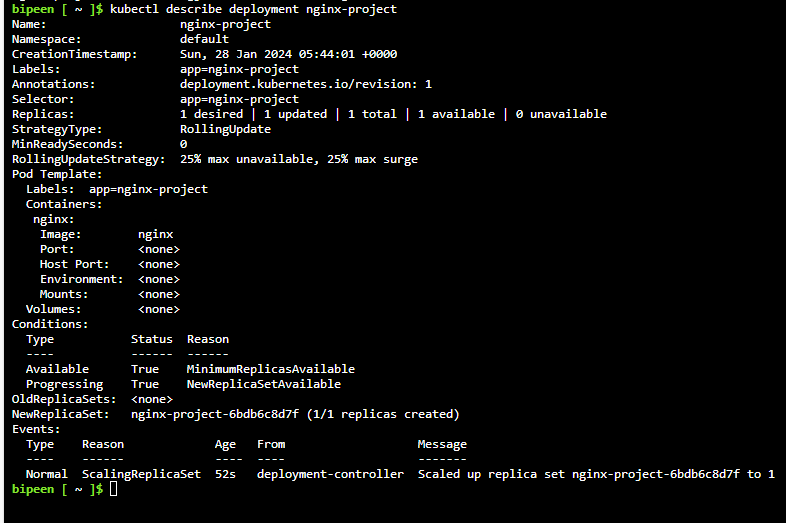 bipeen [ ~ ]$ kubectl describe deployment nginx-project
Name:                   nginx-project
Namespace:              default
CreationTimestamp:      Sun, 28 Jan 2024 05:44:01 +0000
Labels:                 app=nginx-project
Annotations:            deployment.kubernetes.io/revision: 1
Selector:               app=nginx-project
Replicas:               1 desired | 1 updated | 1 total | 1 available | 0 unavailable
StrategyType:           RollingUpdate
MinReadySeconds:        0
RollingUpdateStrategy:  25% max unavailable, 25% max surge
Pod Template:
  Labels:  app=nginx-project
  Containers:
   nginx:
    Image:        nginx
    Port:         <none>
    Host Port:    <none>
    Environment:  <none>
    Mounts:       <none>
  Volumes:        <none>
Conditions:
  Type           Status  Reason
  ----           ------  ------
  Available      True    MinimumReplicasAvailable
  Progressing    True    NewReplicaSetAvailable
OldReplicaSets:  <none>
NewReplicaSet:   nginx-project-6bdb6c8d7f (1/1 replicas created)
Events:
  Type    Reason             Age   From                   Message
  ----    ------             ----  ----                   -------
  Normal  ScalingReplicaSet  52s   deployment-controller  Scaled up replica set nginx-project-6bdb6c8d7f to 1
bipeen [ ~ ]$